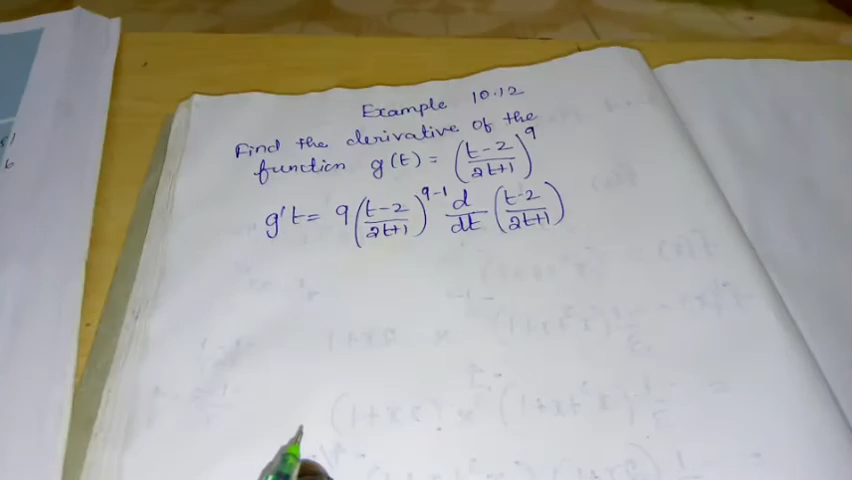 Example 10.12
Find the derivative of the
function g(t) = (t-2/2t+1)^9
g't = 9(t-2/2t+1)^9-1 d/dt (t-2/2t+1)